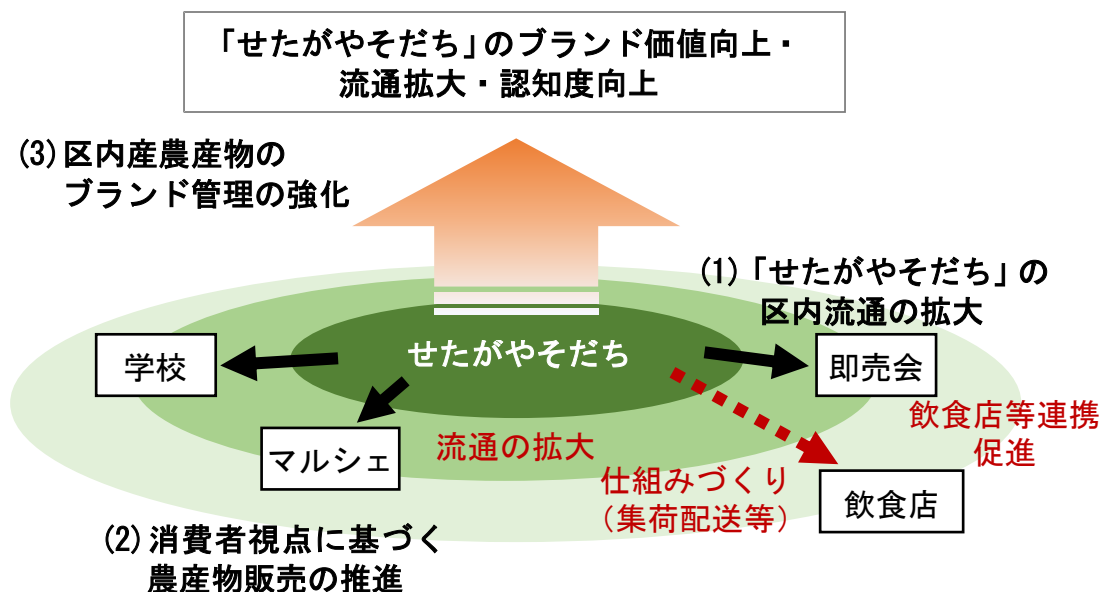 「せたがやそだち」のブランド価値向上・
流通拡大・認知度向上
(3)区内産農産物の
ブランド管理の強化
(1)「せたがやそだち」の
区内流通の拡大
せたがやそだち
学校
即売会
マルシェ
流通の拡大
飲食店等連携
促進
仕組みづくり
（集荷配送等）
飲食店
(2)消費者視点に基づく
農産物販売の推進